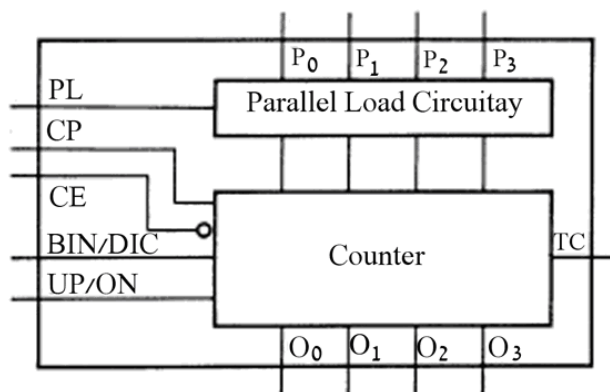 P0 P1 P2 P3
PL
Parallel Load Circuitay
CP
CE
BIN/DIC
Counter
TC
UP/ON
O0 O1 O2 O3